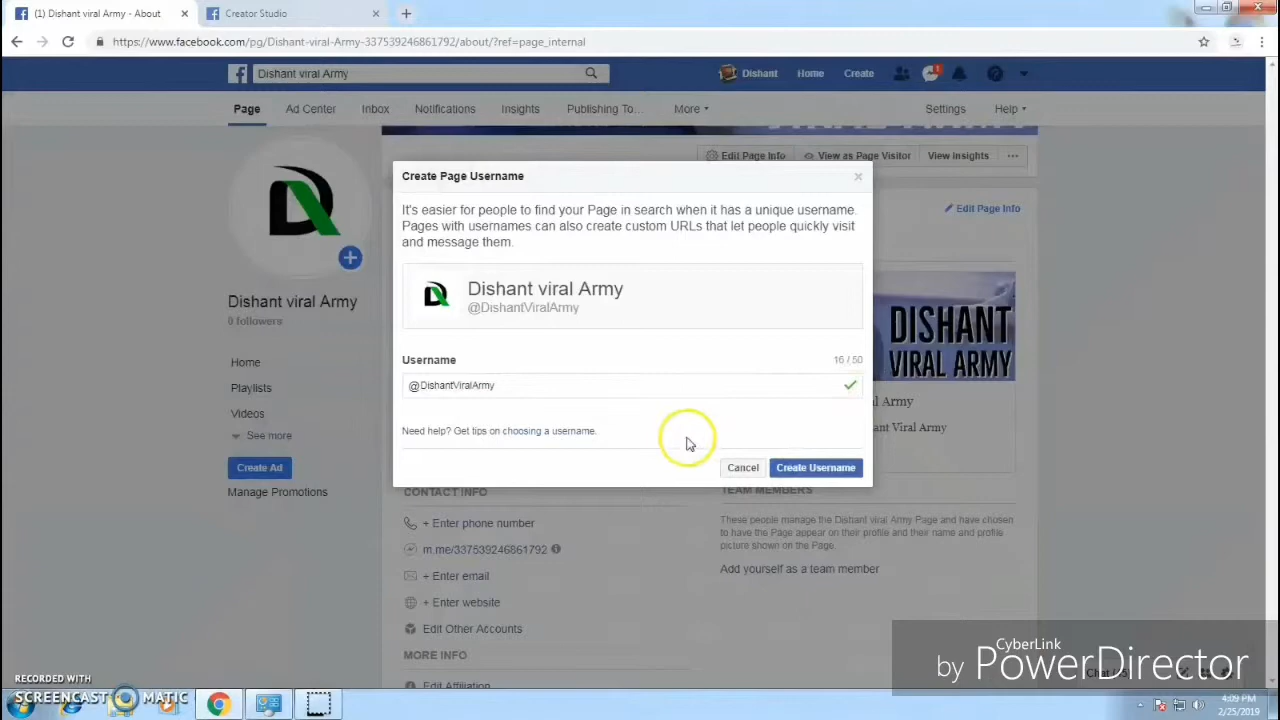 (1) Dishant viral Army - About
Creator Studio
https://www.facebook.com/pg/Dishant-viral-Army-337539246861792/about/?ref=page_internal
Dishant viral Army
Dishant
Home
Create
1
Page
Ad Center
Inbox
Notifications
Insights
Publishing To...
More
Settings
Help
Edit Page Info
View as Page Visitor
View Insights
Create Page Username
It's easier for people to find your Page in search when it has a unique username.
Pages with usernames can also create custom URLs that let people quickly visit
and message them.
Dishant viral Army
@DishantViralArmy
Username
16 / 50
@DishantViralArmy
Need help? Get tips on choosing a username.
Cancel
Create Username
Edit Page Info
DISHANT
VIRAL ARMY
Dishant viral Army
0 followers
Home
Playlists
Videos
See more
Create Ad
Manage Promotions
CONTACT INFO
+ Enter phone number
m.me/337539246861792
+ Enter email
+ Enter website
Edit Other Accounts
MORE INFO
Edit Affiliation
TEAM MEMBERS
These people manage the Dishant viral Army Page and have chosen
to have the Page appear on their profile and their name and profile
picture shown on the Page.
Add yourself as a team member
CyberLink
by PowerDirector
RECORDED WITH
SCREENCAST MATIC
4:09 PM
2/25/2019